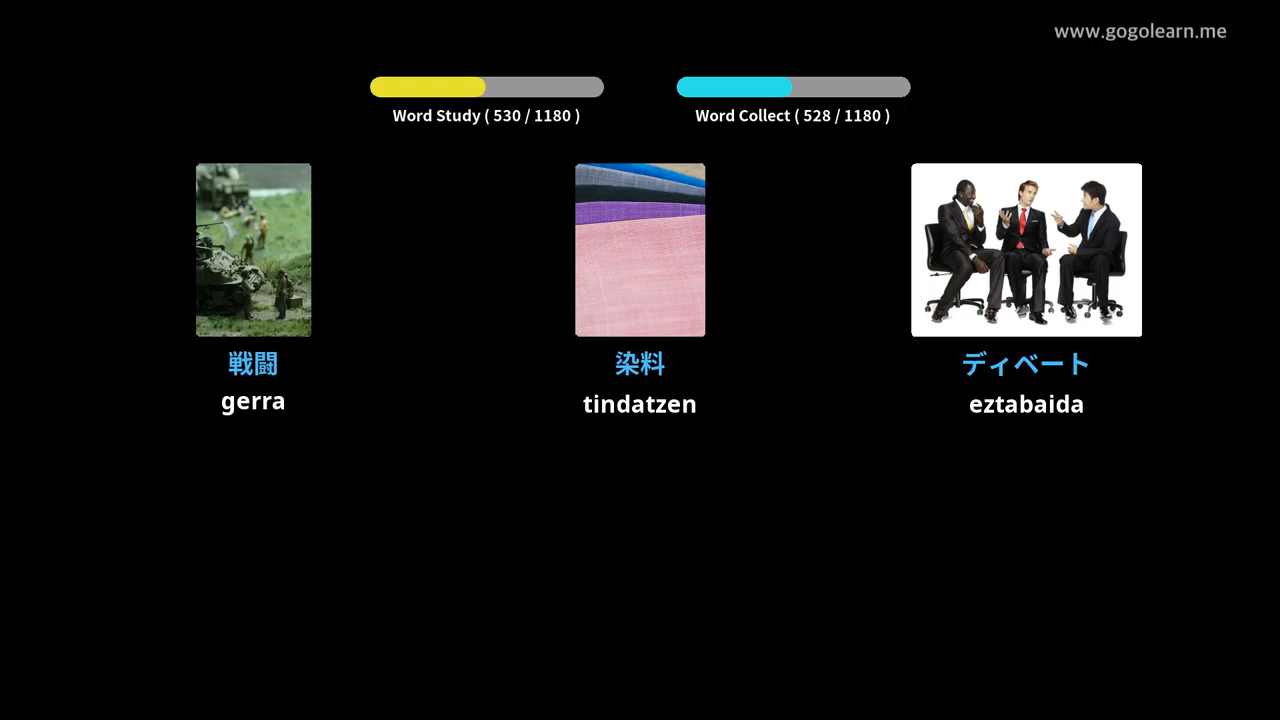 www.gogolearn.me
Word Study ( 530 / 1180 )
Word Collect ( 528 / 1180 )
戦闘
gerra
染料
tindatzen
ディベート
eztabaida